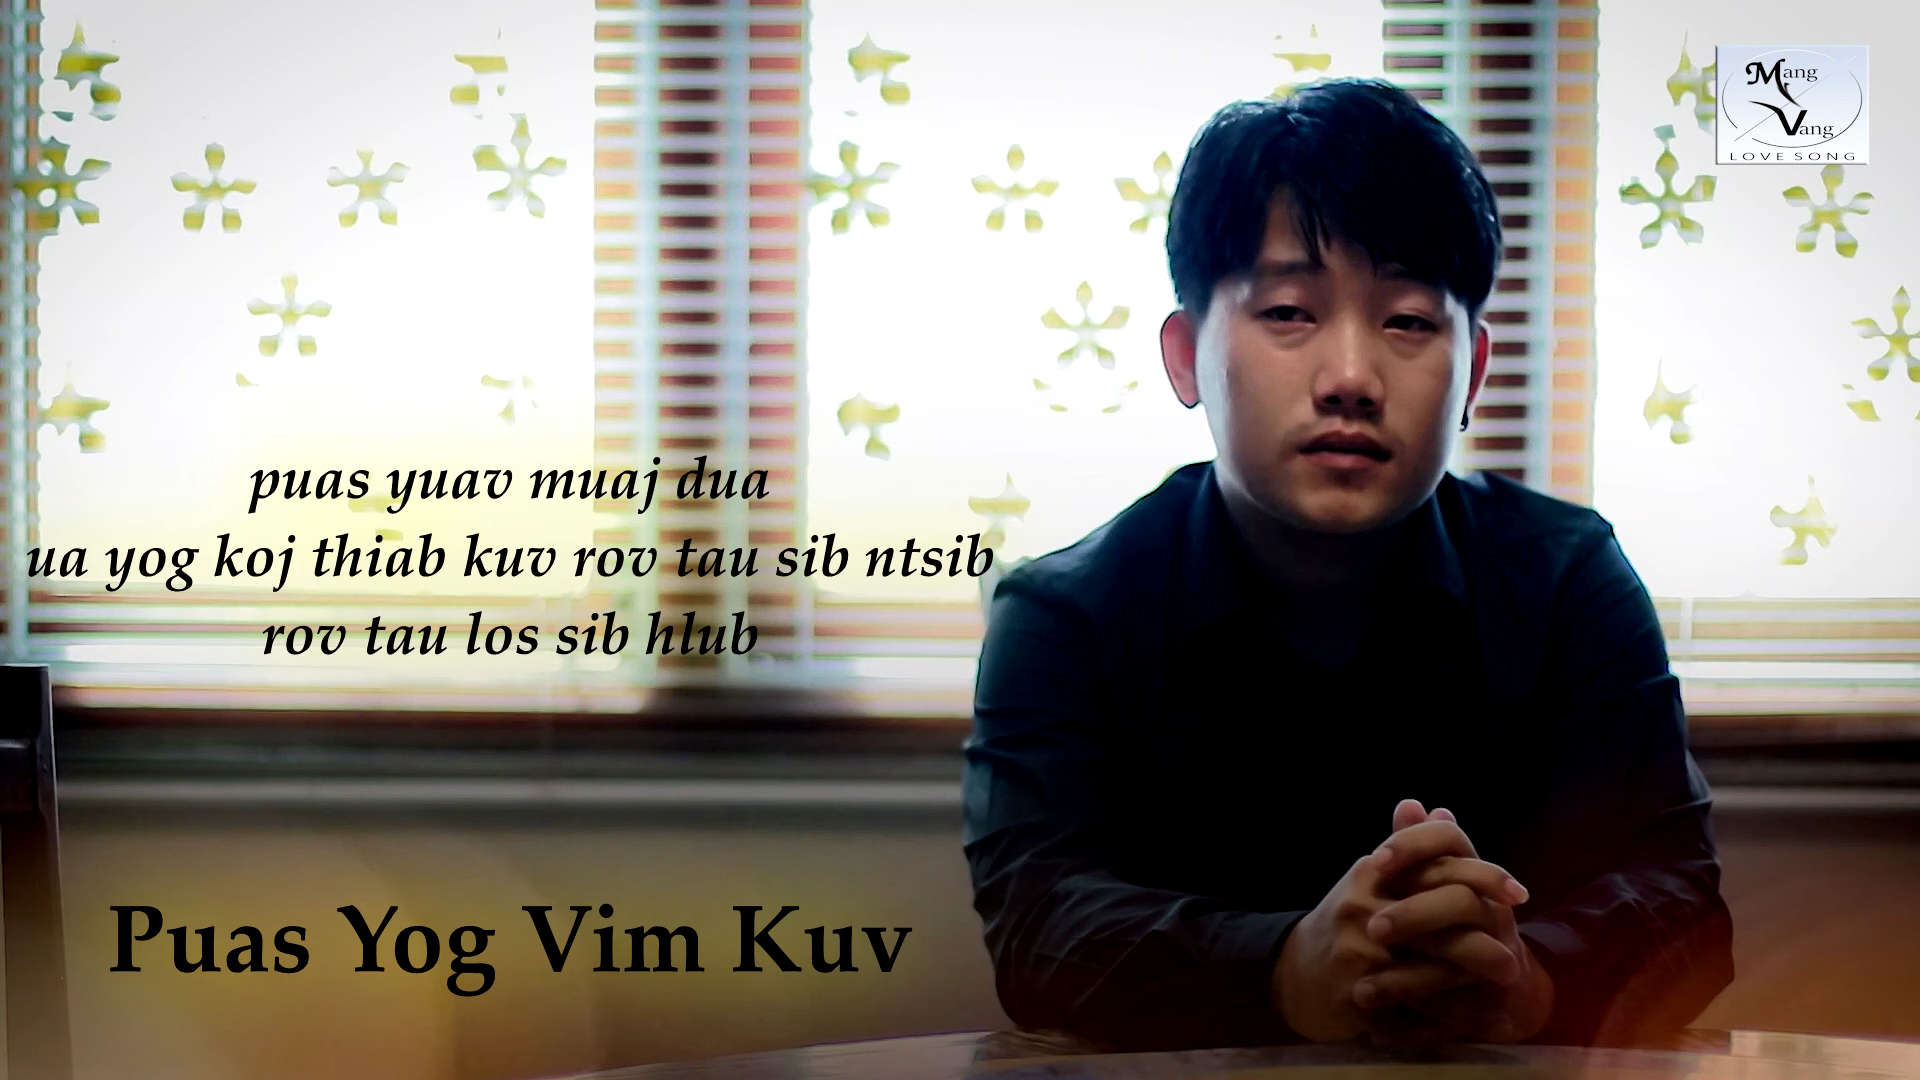 Mang
Vang
LOVE SONG
puas yuav muaj dua
ua yog koj thiab kuv rov tau sib ntsib
rov tau los sib hlub
Puas Yog Vim Kuv